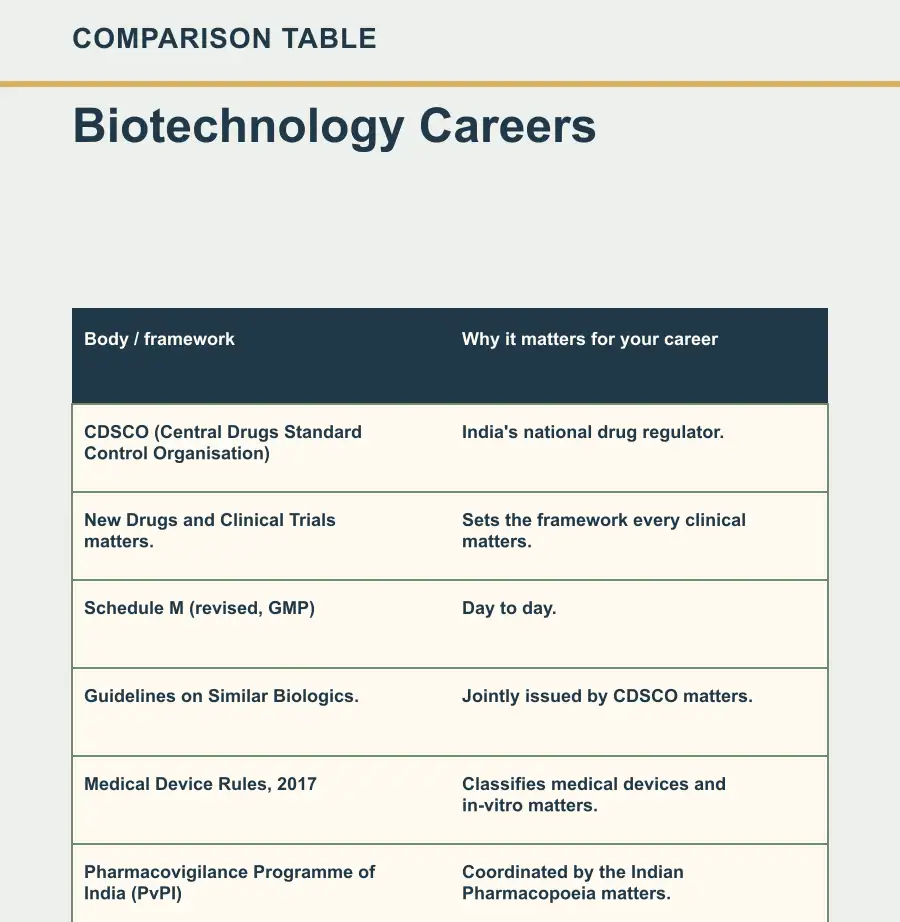 COMPARISON TABLE
Biotechnology Careers
Body / framework
Why it matters for your career
CDSCO (Central Drugs Standard
Control Organisation)
India's national drug regulator.
New Drugs and Clinical Trials
matters.
Sets the framework every clinical
matters.
Schedule M (revised, GMP)
Day to day.
Guidelines on Similar Biologics.
Jointly issued by CDSCO matters.
Medical Device Rules, 2017
Classifies medical devices and
in-vitro matters.
Pharmacovigilance Programme of
India (PvPI)
Coordinated by the Indian
Pharmacopoeia matters.